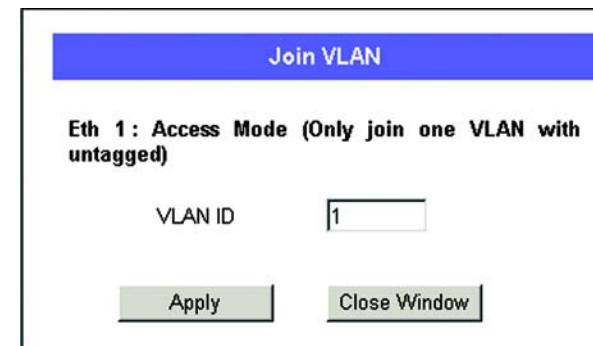 Join VLAN
Eth 1 : Access Mode (Only join one VLAN with
untagged)
VLAN ID 1
Apply Close Window